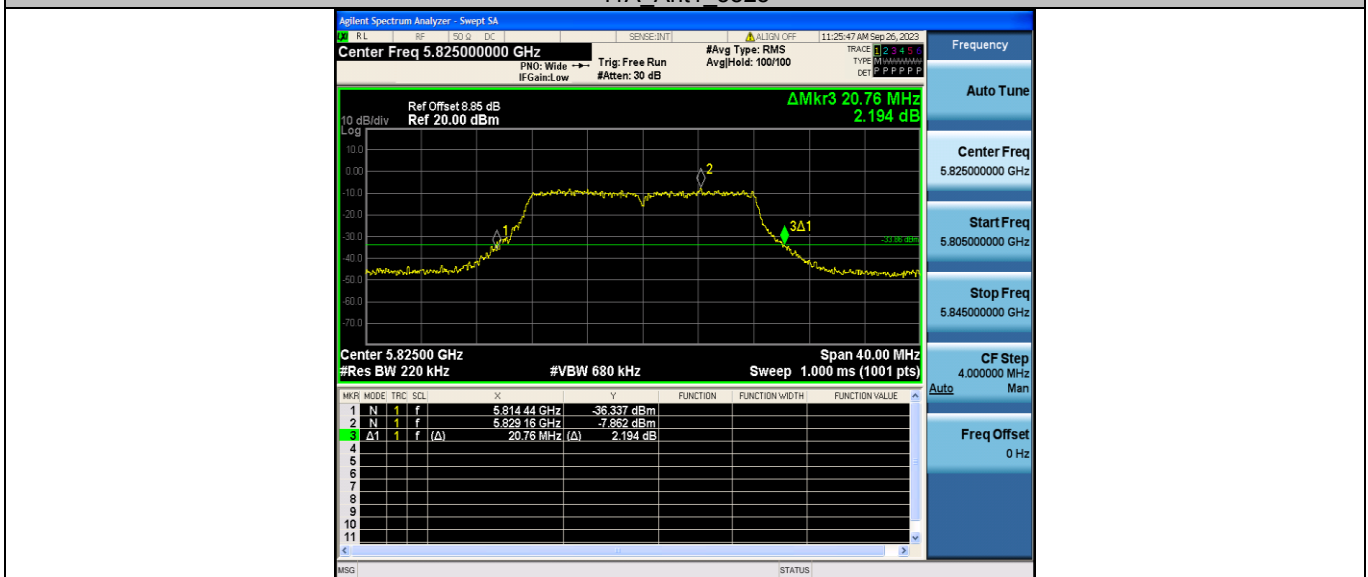 Agilent Spectrum Analyzer - Swept SA
RL RF 50 Ω DC SENSE:INT ALIGN OFF 11:25:47 AM Sep 26, 2023
Center Freq 5.825000000 GHz
PNO: Wide
IFGain:Low
Trig: Free Run
#Atten: 30 dB
#Avg Type: RMS
Avg|Hold: 100/100
TRACE 1 2 3 4 5 6
TYPE M
DET P P P P P P
Frequency
Auto Tune
Center Freq
5.825000000 GHz
Start Freq
5.805000000 GHz
Stop Freq
5.845000000 GHz
CF Step
4.000000 MHz
Auto Man
Freq Offset
0 Hz
ΔMkr3 20.76 MHz
2.194 dB
Ref Offset 8.85 dB
10 dB/div Ref 20.00 dBm
Log
10.0
0.00
-10.0
-20.0
-30.0
-40.0
-50.0
-60.0
-70.0
1
2
3Δ1
-33.86 dBm
Center 5.82500 GHz Span 40.00 MHz
#Res BW 220 kHz #VBW 680 kHz Sweep 1.000 ms (1001 pts)
MKR MODE TRC SCL X Y FUNCTION FUNCTION WIDTH FUNCTION VALUE
1 N 1 f 5.814 44 GHz -36.337 dBm
2 N 1 f 5.829 16 GHz -7.862 dBm
3 Δ1 1 f (Δ) 20.76 MHz (Δ) 2.194 dB
4
5
6
7
8
9
10
11
MSG STATUS